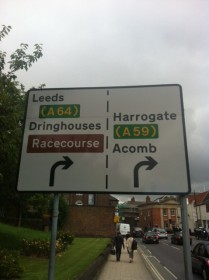 Leeds
(A64)
Dringhouses
Racecourse
Harrogate
(A59)
Acomb